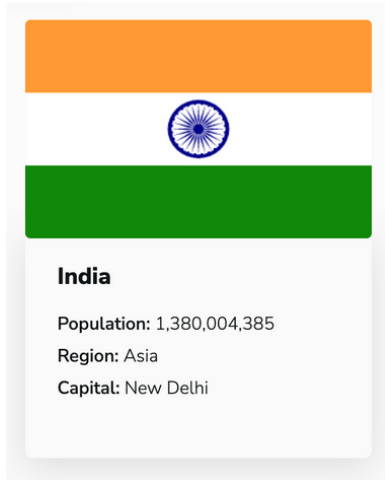 India
Population: 1,380,004,385
Region: Asia
Capital: New Delhi